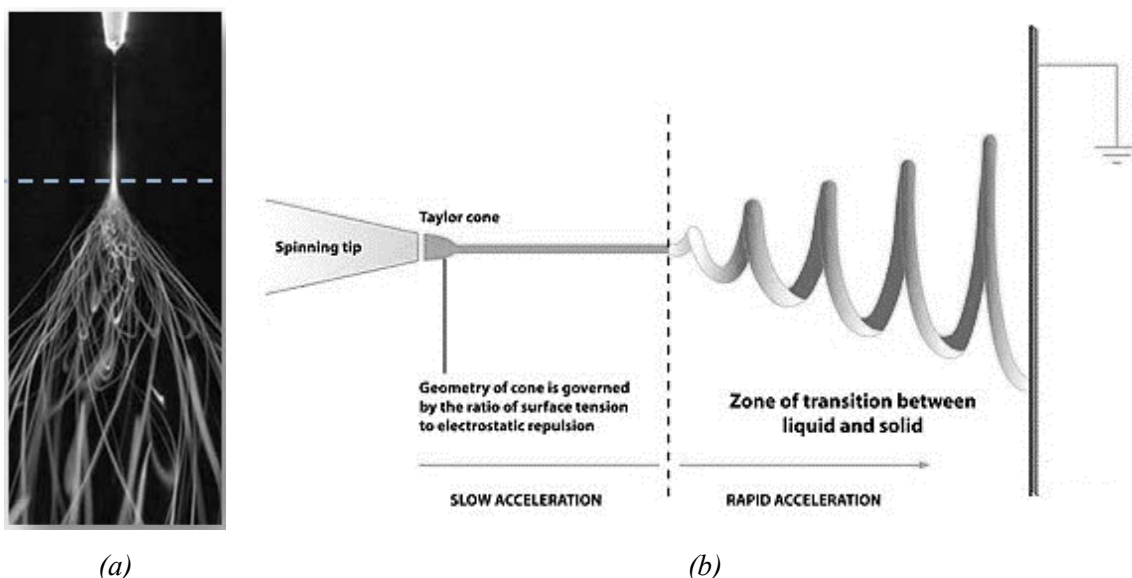 Taylor cone
Spinning tip
Geometry of cone is governed
by the ratio of surface tension
to electrostatic repulsion
Zone of transition between
liquid and solid
SLOW ACCELERATION
RAPID ACCELERATION
(a)
(b)